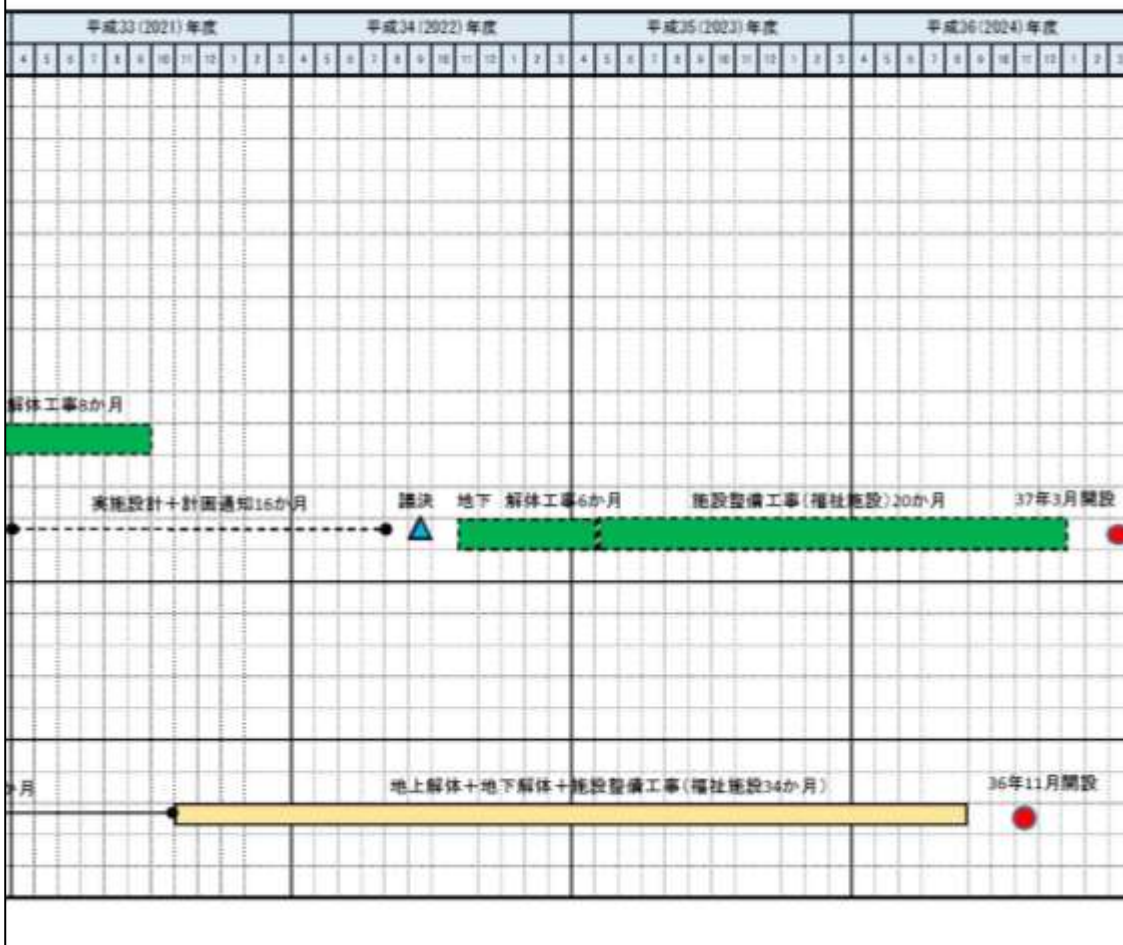 平成33(2021)年度 平成34(2022)年度 平成35(2023)年度 平成36(2024)年度
4 5 6 7 8 9 10 11 12 1 2 3 4 5 6 7 8 9 10 11 12 1 2 3 4 5 6 7 8 9 10 11 12 1 2 3 4 5 6 7 8 9 10 11 12 1 2 3
解体工事8か月
実施設計＋計画通知16か月 議決 地下 解体工事6か月 施設整備工事(福祉施設)20か月 37年3月開設
か月 地上解体＋地下解体＋施設整備工事(福祉施設34か月) 36年11月開設